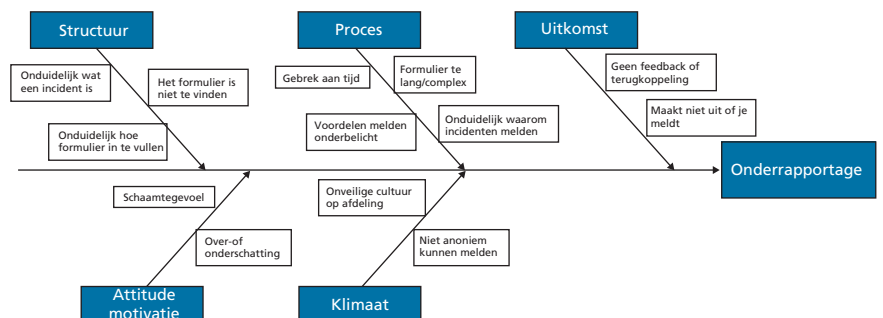 Structuur
Proces
Uitkomst
Onduidelijk wat
een incident is
Het formulier is
niet te vinden
Onduidelijk hoe
formulier in te vullen
Gebrek aan tijd
Formulier te
lang/complex
Voordelen melden
onderbelicht
Onduidelijk waarom
incidenten melden
Geen feedback of
terugkoppeling
Maakt niet uit of je
meldt
Onderrapportage
Schaamtegevoel
Over-of
onderschatting
Onveilige cultuur
op afdeling
Niet anoniem
kunnen melden
Attitude
motivatie
Klimaat